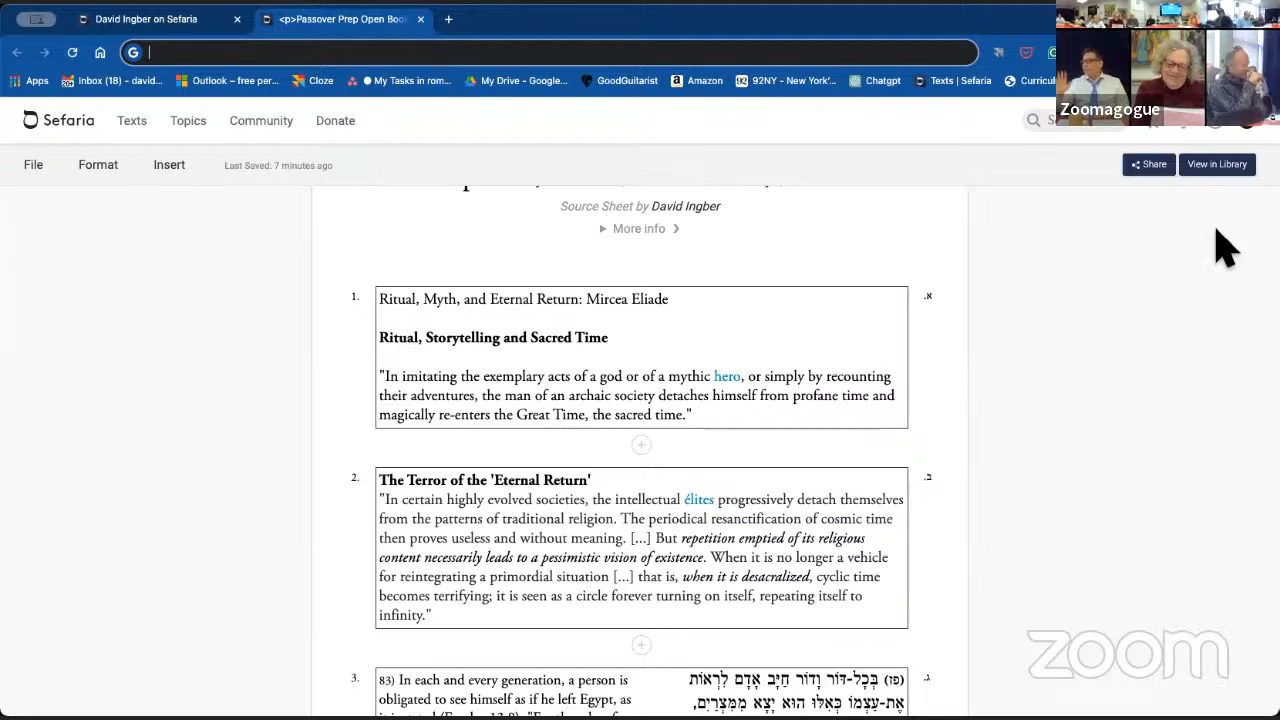 David Ingber on Sefaria
<p>Passover Prep Open Boo
Apps
Inbox (18) - david...
Outlook – free per...
Cloze
My Tasks in rom...
My Drive - Google...
GoodGuitarist
Amazon
92NY - New York'...
Chatgpt
Texts | Sefaria
Curricu
Zoomagogue
Sefaria
Texts
Topics
Community
Donate
File
Format
Insert
Last Saved: 7 minutes ago
Share
View in Library
Source Sheet by David Ingber
More info
1.
א.
Ritual, Myth, and Eternal Return: Mircea Eliade
Ritual, Storytelling and Sacred Time
"In imitating the exemplary acts of a god or of a mythic hero, or simply by recounting
their adventures, the man of an archaic society detaches himself from profane time and
magically re-enters the Great Time, the sacred time."
2.
ב.
The Terror of the 'Eternal Return'
"In certain highly evolved societies, the intellectual élites progressively detach themselves
from the patterns of traditional religion. The periodical resanctification of cosmic time
then proves useless and without meaning. [...] But repetition emptied of its religious
content necessarily leads to a pessimistic vision of existence. When it is no longer a vehicle
for reintegrating a primordial situation [...] that is, when it is desacralized, cyclic time
becomes terrifying; it is seen as a circle forever turning on itself, repeating itself to
infinity."
3.
ג.
83) In each and every generation, a person is
obligated to see himself as if he left Egypt, as
(פז) בְּכָל-דּוֹר וָדוֹר חַיָּב אָדָם לִרְאוֹת
אֶת-עַצְמוֹ כְּאִלּוּ הוּא יָצָא מִמִּצְרַיִם,
zoom